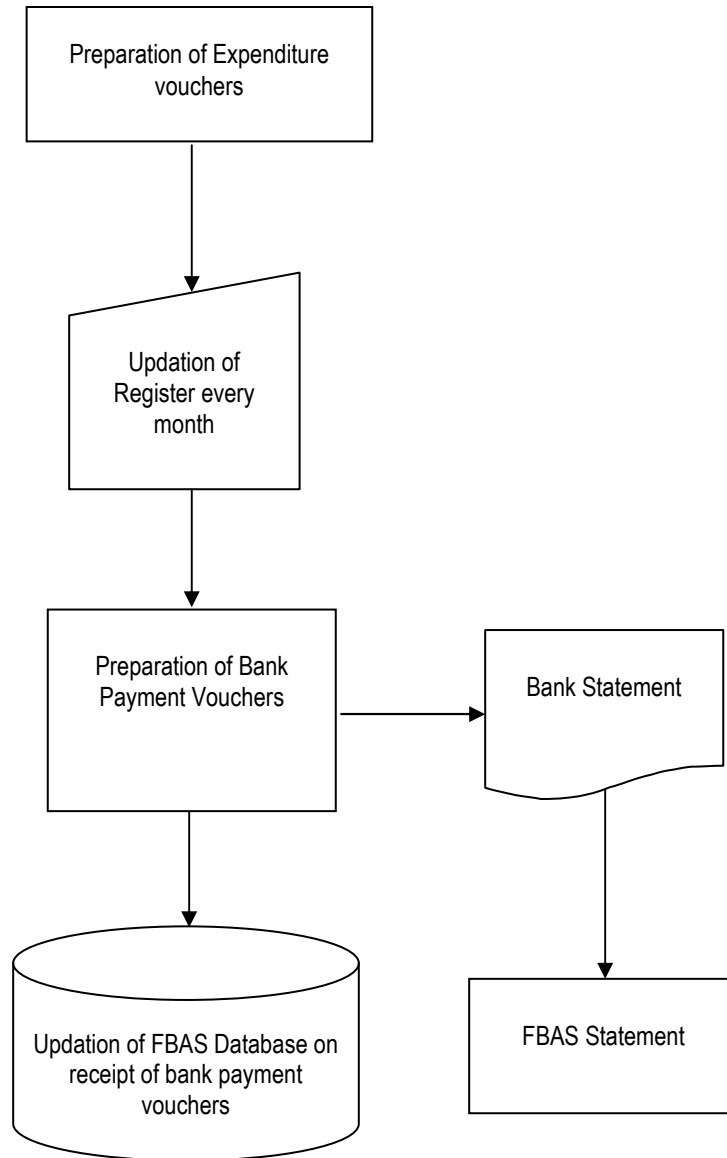 Preparation of Expenditure
vouchers
Updation of
Register every
month
Preparation of Bank
Payment Vouchers
Bank Statement
Updation of FBAS Database on
receipt of bank payment
vouchers
FBAS Statement